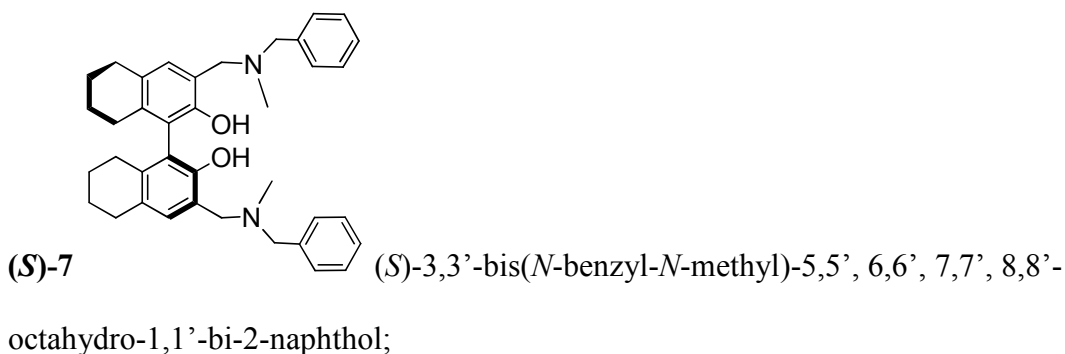 N
OH
OH
N
(S)-7 (S)-3,3’-bis(N-benzyl-N-methyl)-5,5’, 6,6’, 7,7’, 8,8’-
octahydro-1,1’-bi-2-naphthol;